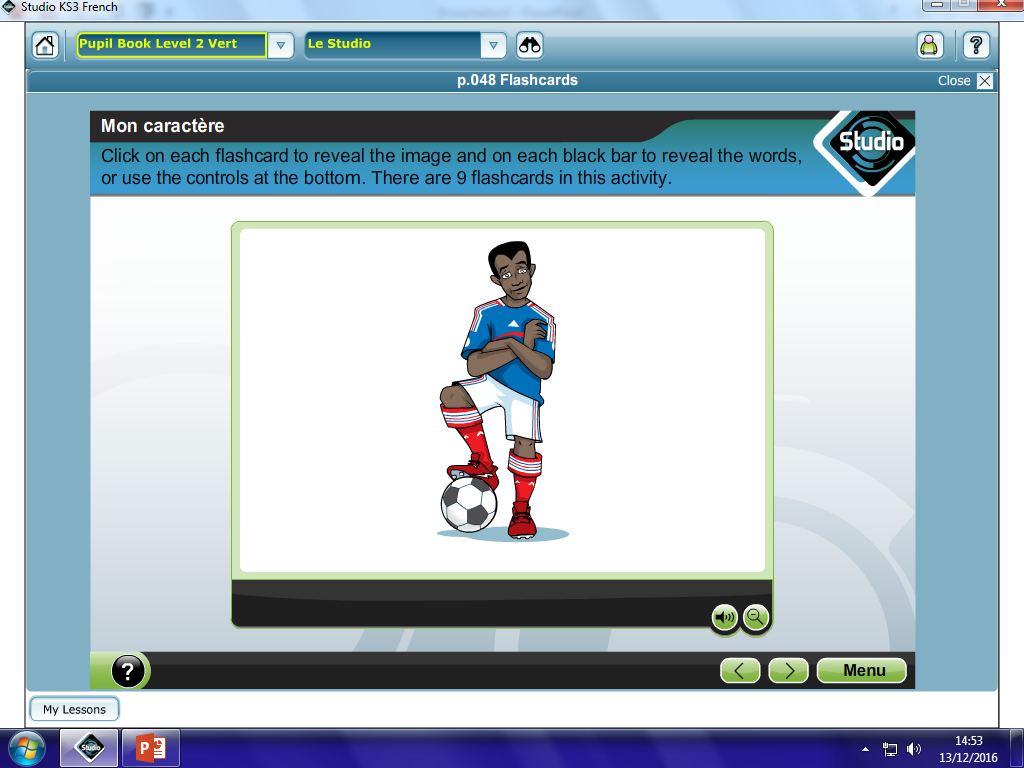 Studio KS3 French
Pupil Book Level 2 Vert
Le Studio
?
p.048 Flashcards
Close
Mon caractère
Studio
Click on each flashcard to reveal the image and on each black bar to reveal the words,
or use the controls at the bottom. There are 9 flashcards in this activity.
?
Menu
My Lessons
Studio
P
14:53
13/12/2016